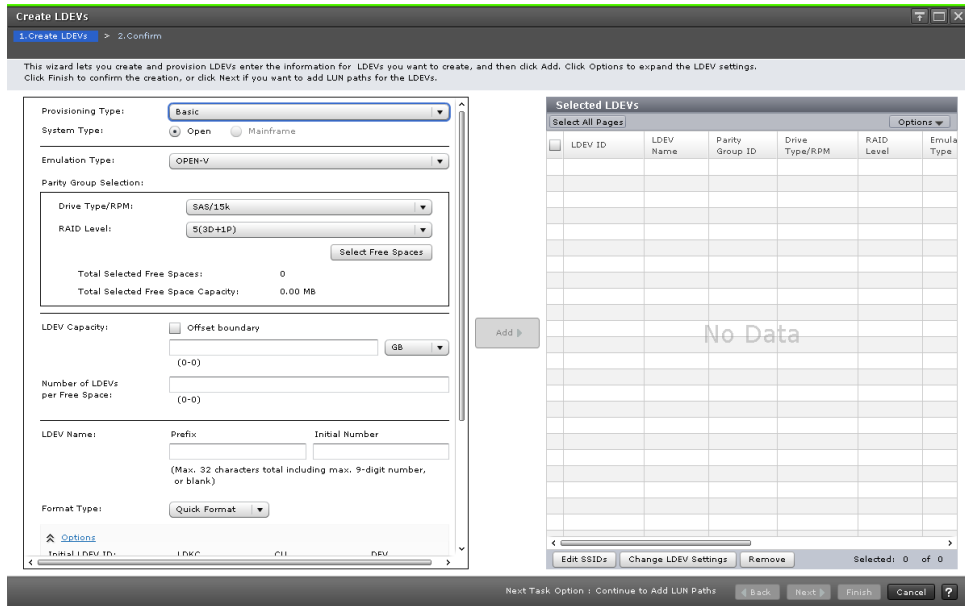 Create LDEVs
1.Create LDEVs > 2.Confirm
This wizard lets you create and provision LDEVs enter the information for LDEVs you want to create, and then click Add. Click Options to expand the LDEV settings.
Click Finish to confirm the creation, or click Next if you want to add LUN paths for the LDEVs.
Provisioning Type: Basic
System Type: Open Mainframe
Emulation Type: OPEN-V
Parity Group Selection:
Drive Type/RPM: SAS/15k
RAID Level: 5(3D+1P)
Select Free Spaces
Total Selected Free Spaces: 0
Total Selected Free Space Capacity: 0.00 MB
LDEV Capacity: Offset boundary
GB
(0-0)
Number of LDEVs
per Free Space:
(0-0)
LDEV Name: Prefix Initial Number
(Max. 32 characters total including max. 9-digit number,
or blank)
Format Type: Quick Format
Options
Initial LDEV ID: LDKC CU DEV
Add
Selected LDEVs
Select All Pages Options
LDEV ID LDEV Name Parity Group ID Drive Type/RPM RAID Level Emula Type
No Data
Edit SSIDs Change LDEV Settings Remove Selected: 0 of 0
Next Task Option : Continue to Add LUN Paths Back Next Finish Cancel ?